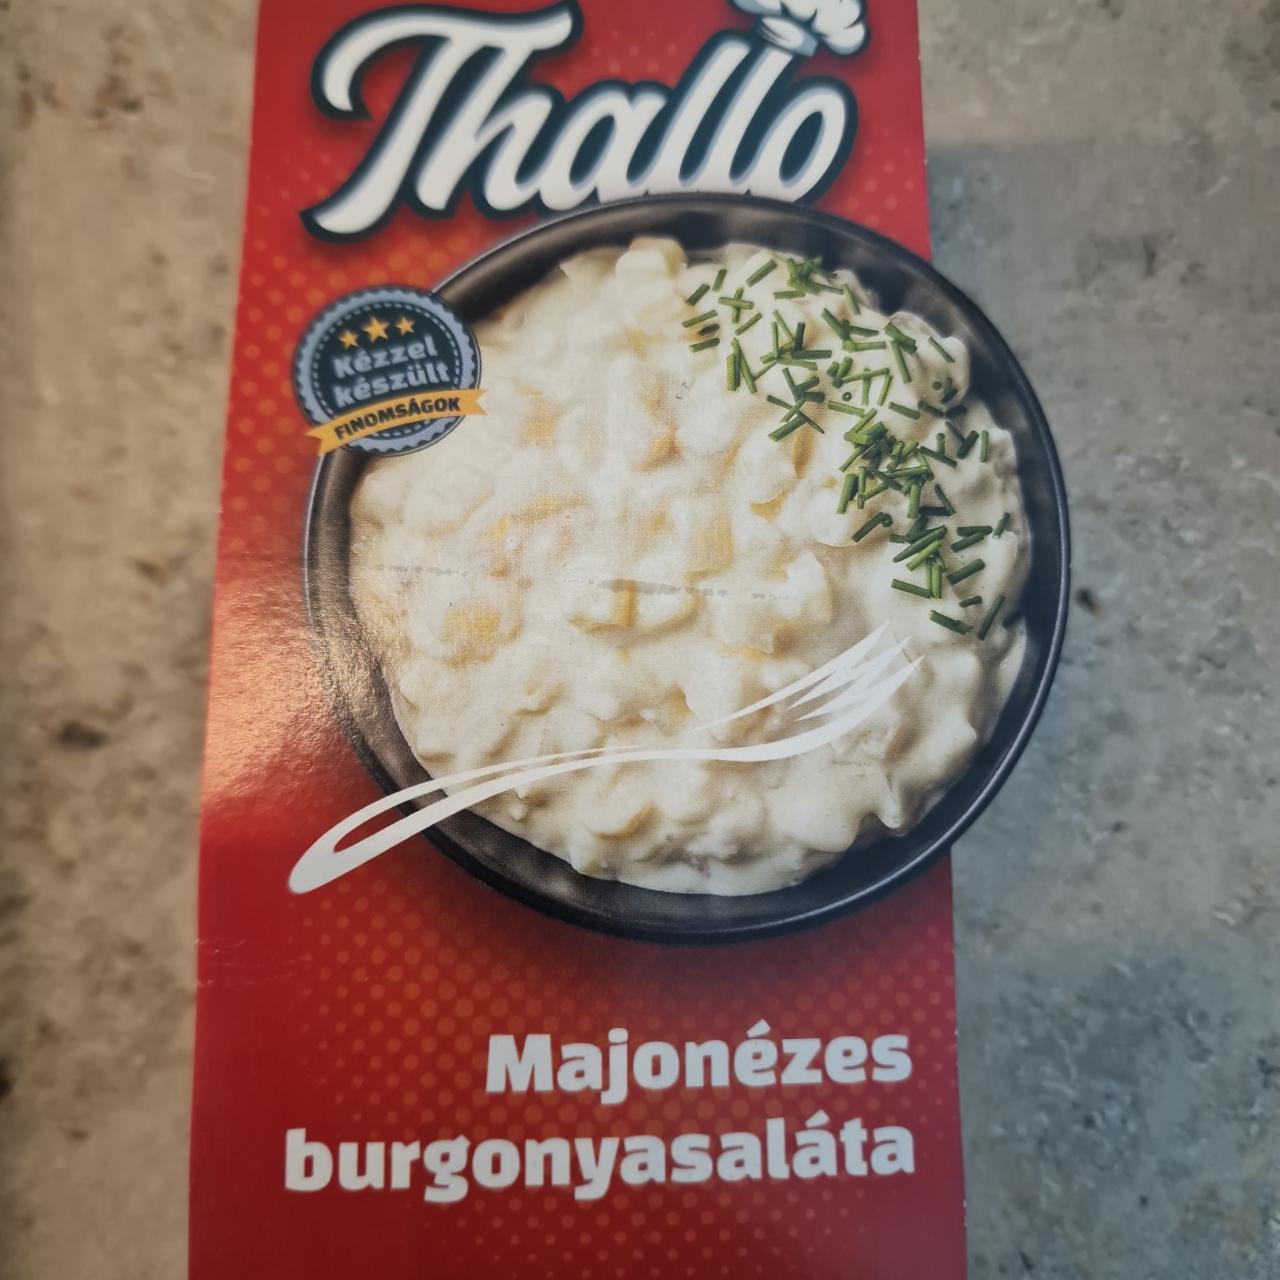 Thallo
Kézzel
készült
FINOMSÁGOK
Majonézes
burgonyasaláta